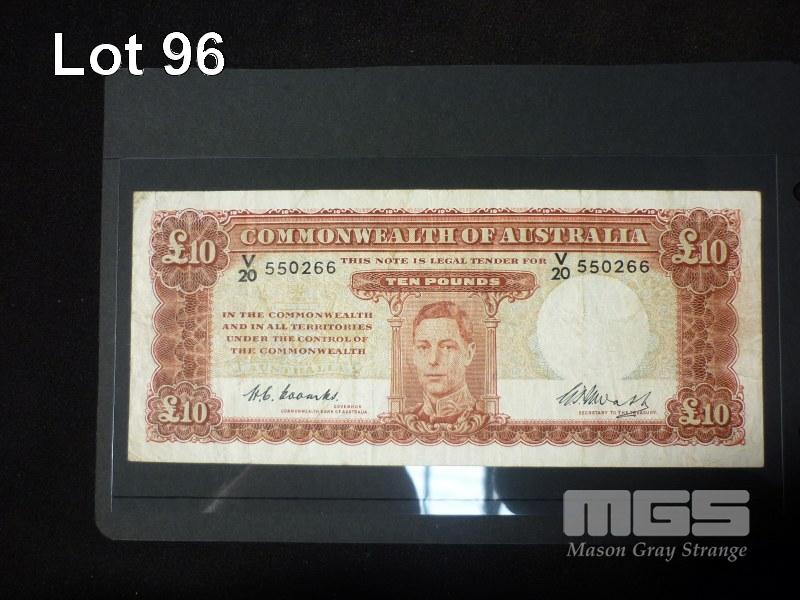 Lot 96
£10 COMMONWEALTH OF AUSTRALIA £10
V/20 550266 THIS NOTE IS LEGAL TENDER FOR V/20 550266
TEN POUNDS
IN THE COMMONWEALTH
AND IN ALL TERRITORIES
UNDER THE CONTROL OF
THE COMMONWEALTH
AUSTRALIA
GOVERNOR
COMMONWEALTH BANK OF AUSTRALIA
SECRETARY TO THE TREASURY.
£10 £10
MGS
Mason Gray Strange